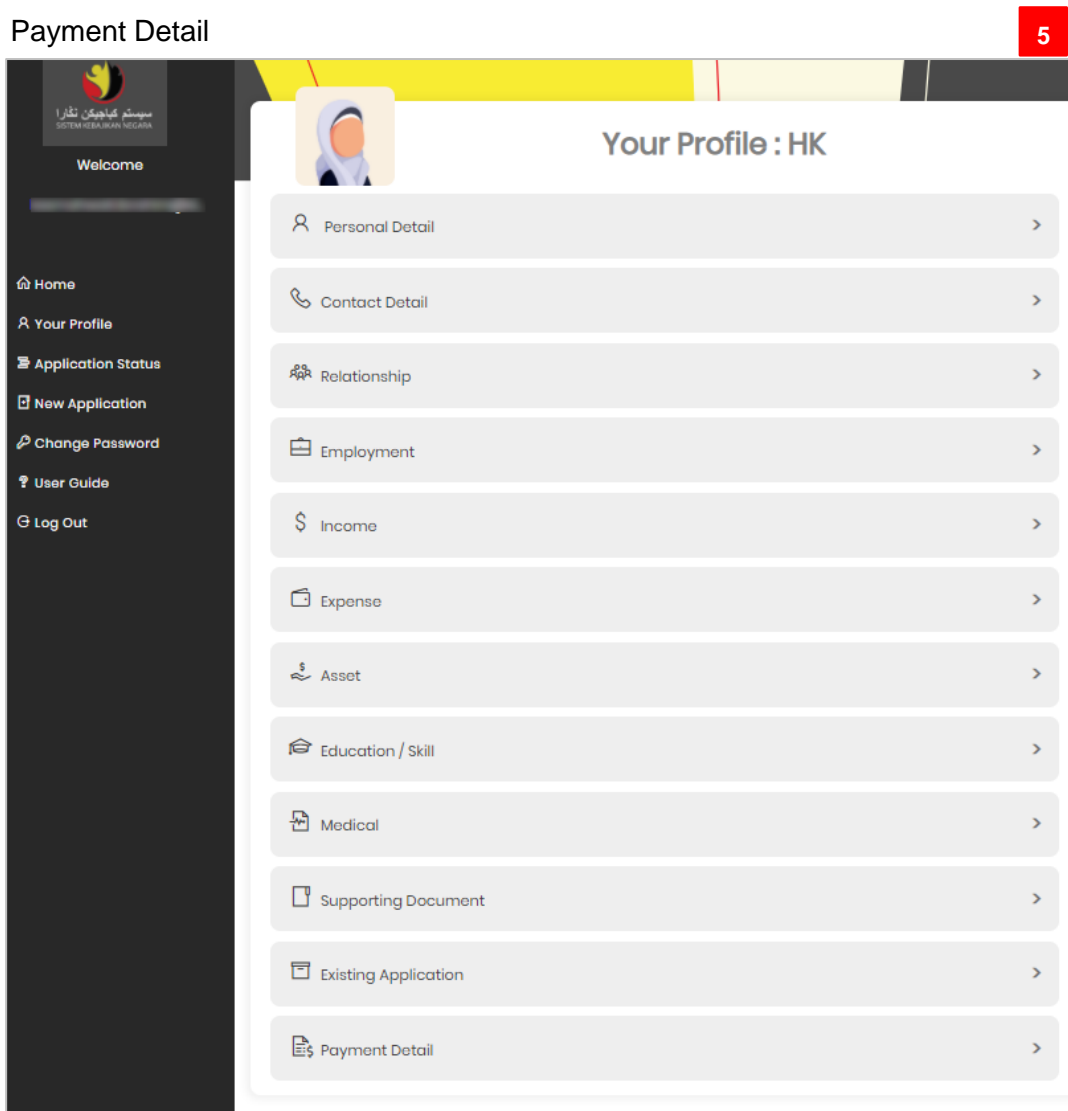 Payment Detail
5
سيستم کباجيكن نڬارا
SISTEM KEBAJIKAN NEGARA
Welcome
Home
Your Profile
Application Status
New Application
Change Password
User Guide
Log Out
Your Profile : HK
Personal Detail
Contact Detail
Relationship
Employment
Income
Expense
Asset
Education / Skill
Medical
Supporting Document
Existing Application
Payment Detail